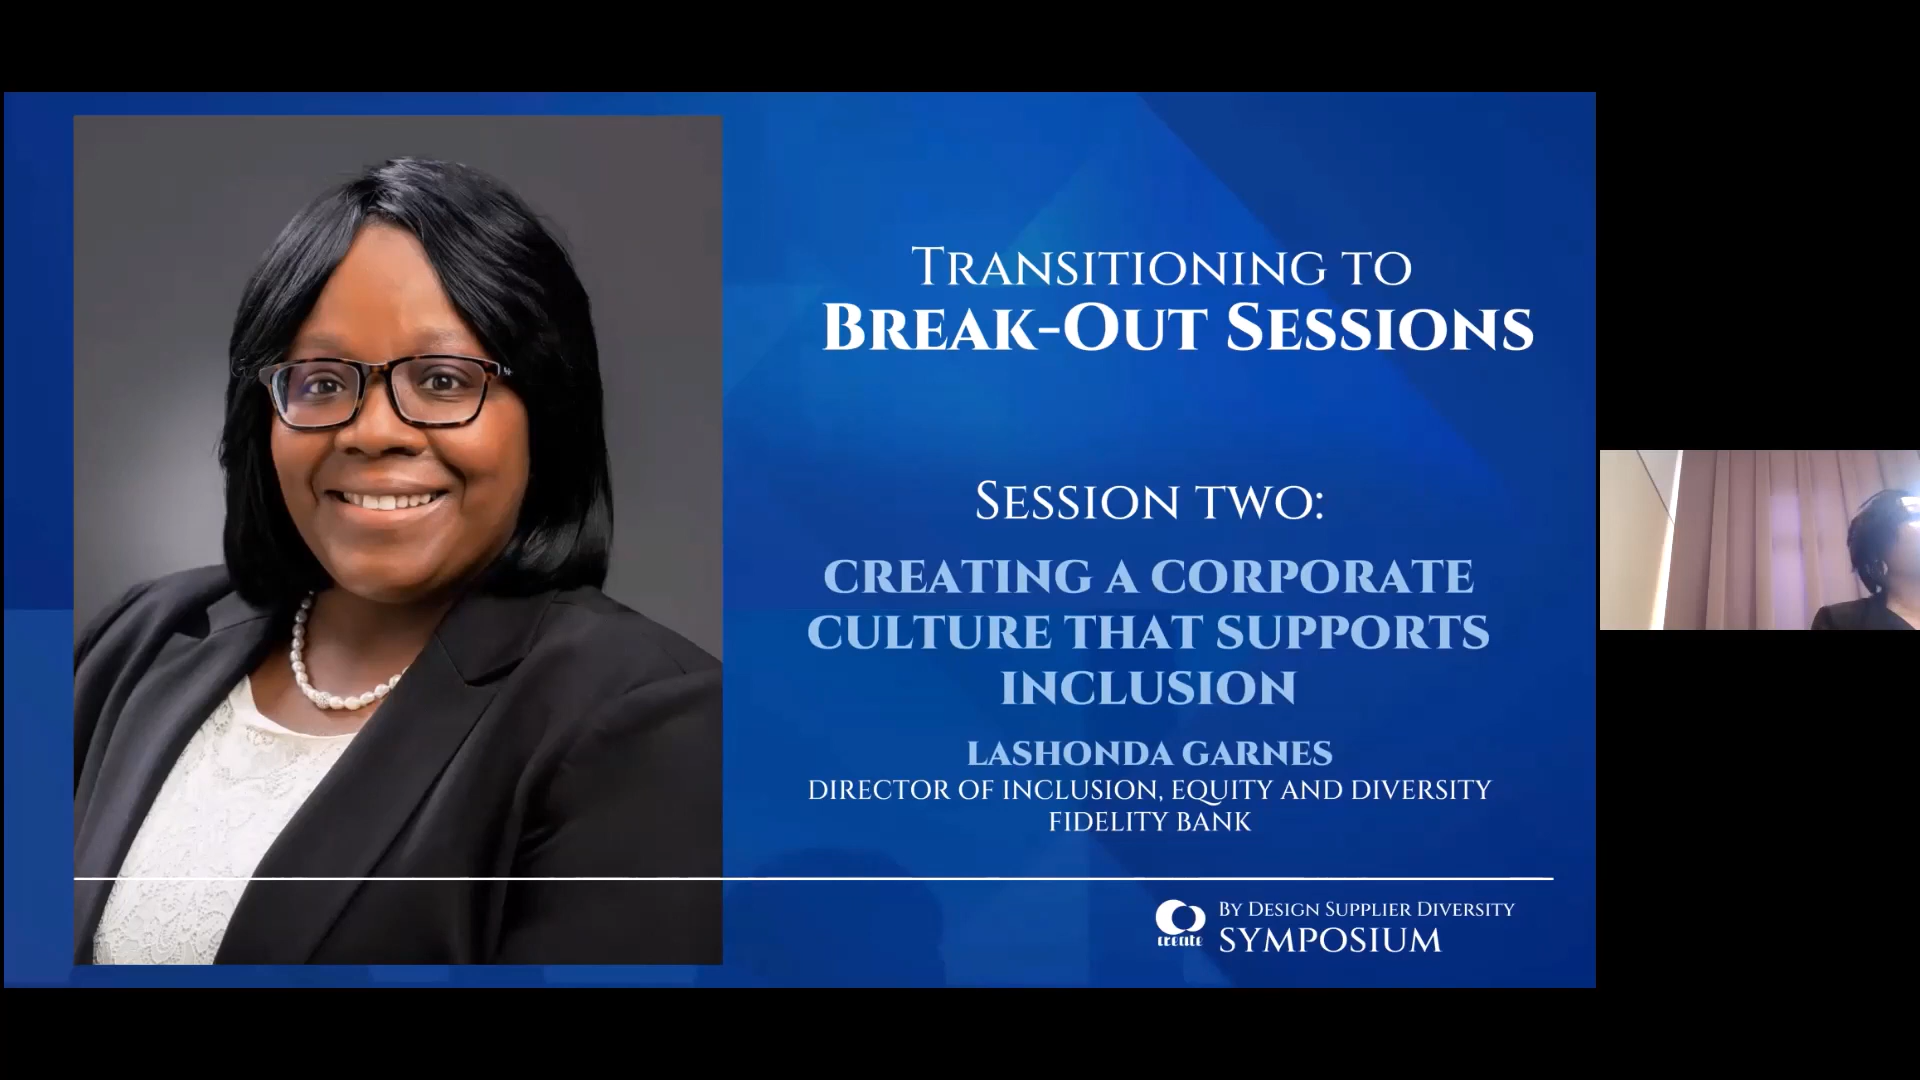 Transitioning to
Break-Out Sessions
Session two:
Creating a Corporate
Culture that Supports
Inclusion
LaShonda Garnes
Director of Inclusion, Equity and Diversity
Fidelity Bank
create
By Design Supplier Diversity
SYMPOSIUM